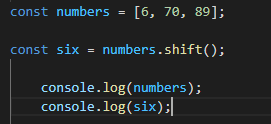 const numbers = [6, 70, 89];
const six = numbers.shift();
console.log(numbers);
console.log(six);